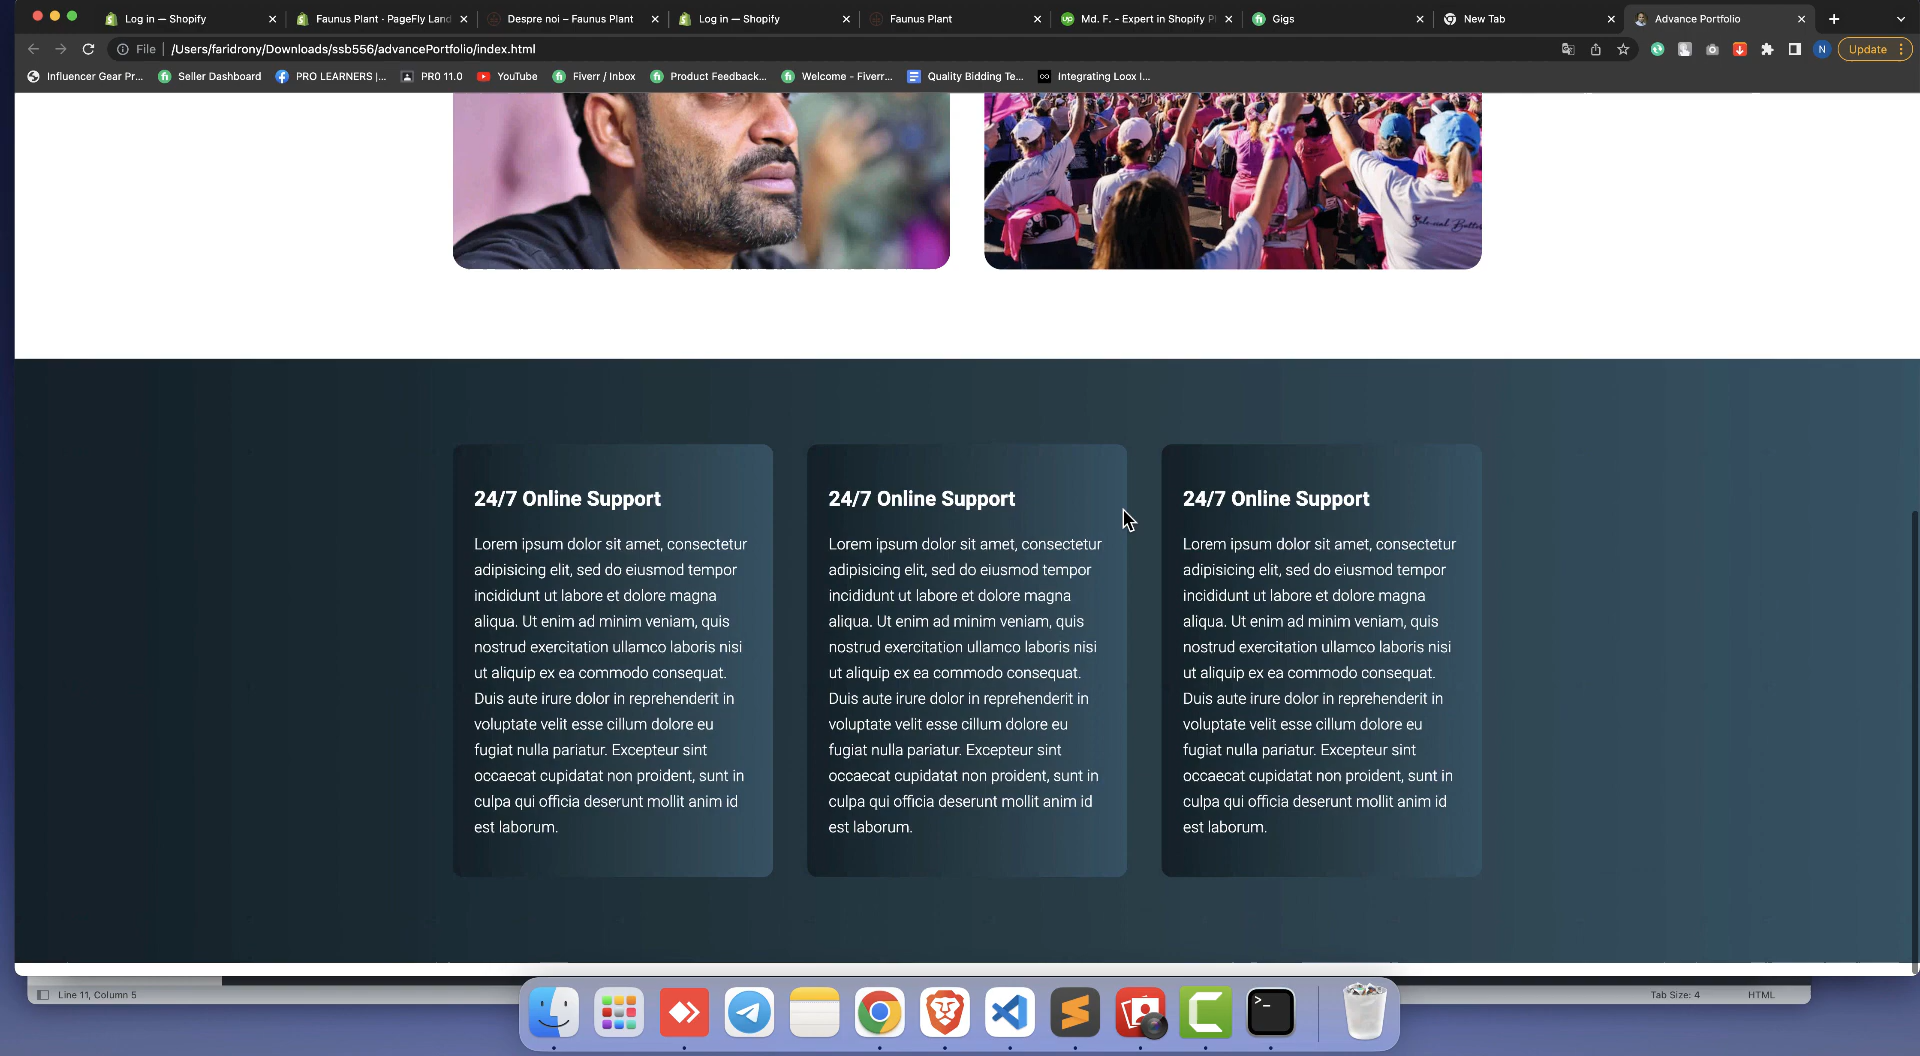 Log in — Shopify
Faunus Plant - PageFly Land
Despre noi – Faunus Plant
Log in — Shopify
Faunus Plant
Md. F. - Expert in Shopify Pl
Gigs
New Tab
Advance Portfolio
File | /Users/faridrony/Downloads/ssb556/advancePortfolio/index.html
N
Update
Influencer Gear Pr...
Seller Dashboard
PRO LEARNERS |...
PRO 11.0
YouTube
Fiverr / Inbox
Product Feedback...
Welcome - Fiverr...
Quality Bidding Te...
Integrating Loox I...
24/7 Online Support
Lorem ipsum dolor sit amet, consectetur
adipisicing elit, sed do eiusmod tempor
incididunt ut labore et dolore magna
aliqua. Ut enim ad minim veniam, quis
nostrud exercitation ullamco laboris nisi
ut aliquip ex ea commodo consequat.
Duis aute irure dolor in reprehenderit in
voluptate velit esse cillum dolore eu
fugiat nulla pariatur. Excepteur sint
occaecat cupidatat non proident, sunt in
culpa qui officia deserunt mollit anim id
est laborum.
24/7 Online Support
Lorem ipsum dolor sit amet, consectetur
adipisicing elit, sed do eiusmod tempor
incididunt ut labore et dolore magna
aliqua. Ut enim ad minim veniam, quis
nostrud exercitation ullamco laboris nisi
ut aliquip ex ea commodo consequat.
Duis aute irure dolor in reprehenderit in
voluptate velit esse cillum dolore eu
fugiat nulla pariatur. Excepteur sint
occaecat cupidatat non proident, sunt in
culpa qui officia deserunt mollit anim id
est laborum.
24/7 Online Support
Lorem ipsum dolor sit amet, consectetur
adipisicing elit, sed do eiusmod tempor
incididunt ut labore et dolore magna
aliqua. Ut enim ad minim veniam, quis
nostrud exercitation ullamco laboris nisi
ut aliquip ex ea commodo consequat.
Duis aute irure dolor in reprehenderit in
voluptate velit esse cillum dolore eu
fugiat nulla pariatur. Excepteur sint
occaecat cupidatat non proident, sunt in
culpa qui officia deserunt mollit anim id
est laborum.
Line 11, Column 5
Tab Size: 4
HTML